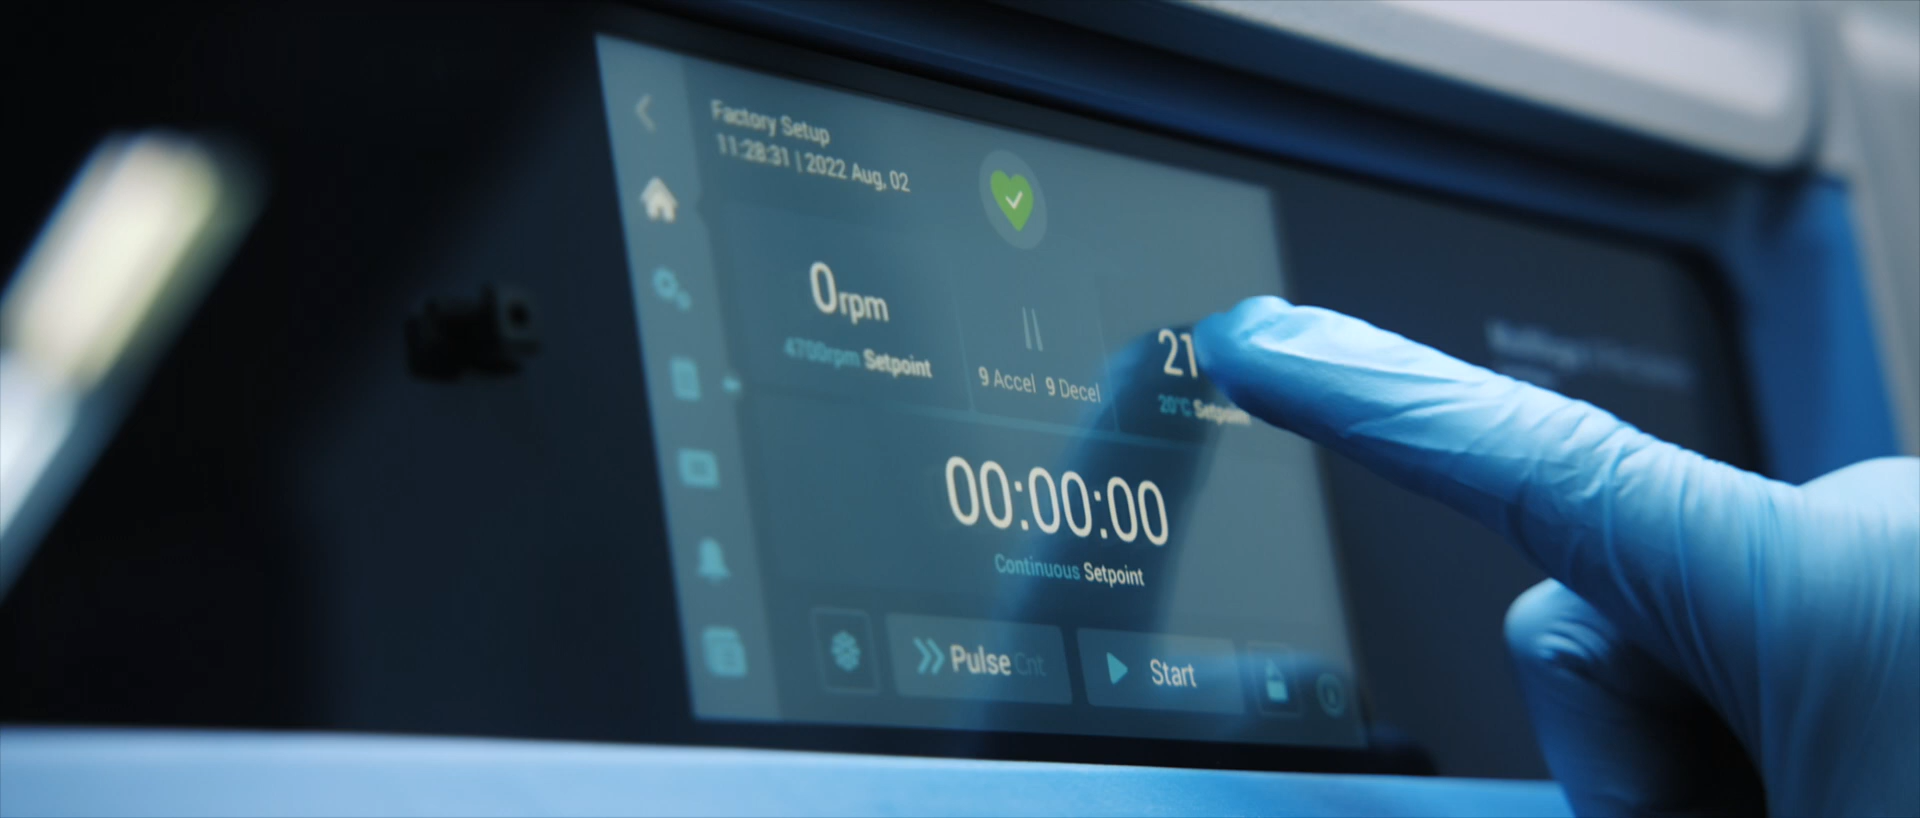 Factory Setup
11:28:31 | 2022 Aug, 02
0rpm
4700rpm Setpoint
9 Accel 9 Decel
21
20°C Setpoint
00:00:00
Continuous Setpoint
Pulse Cnt
Start